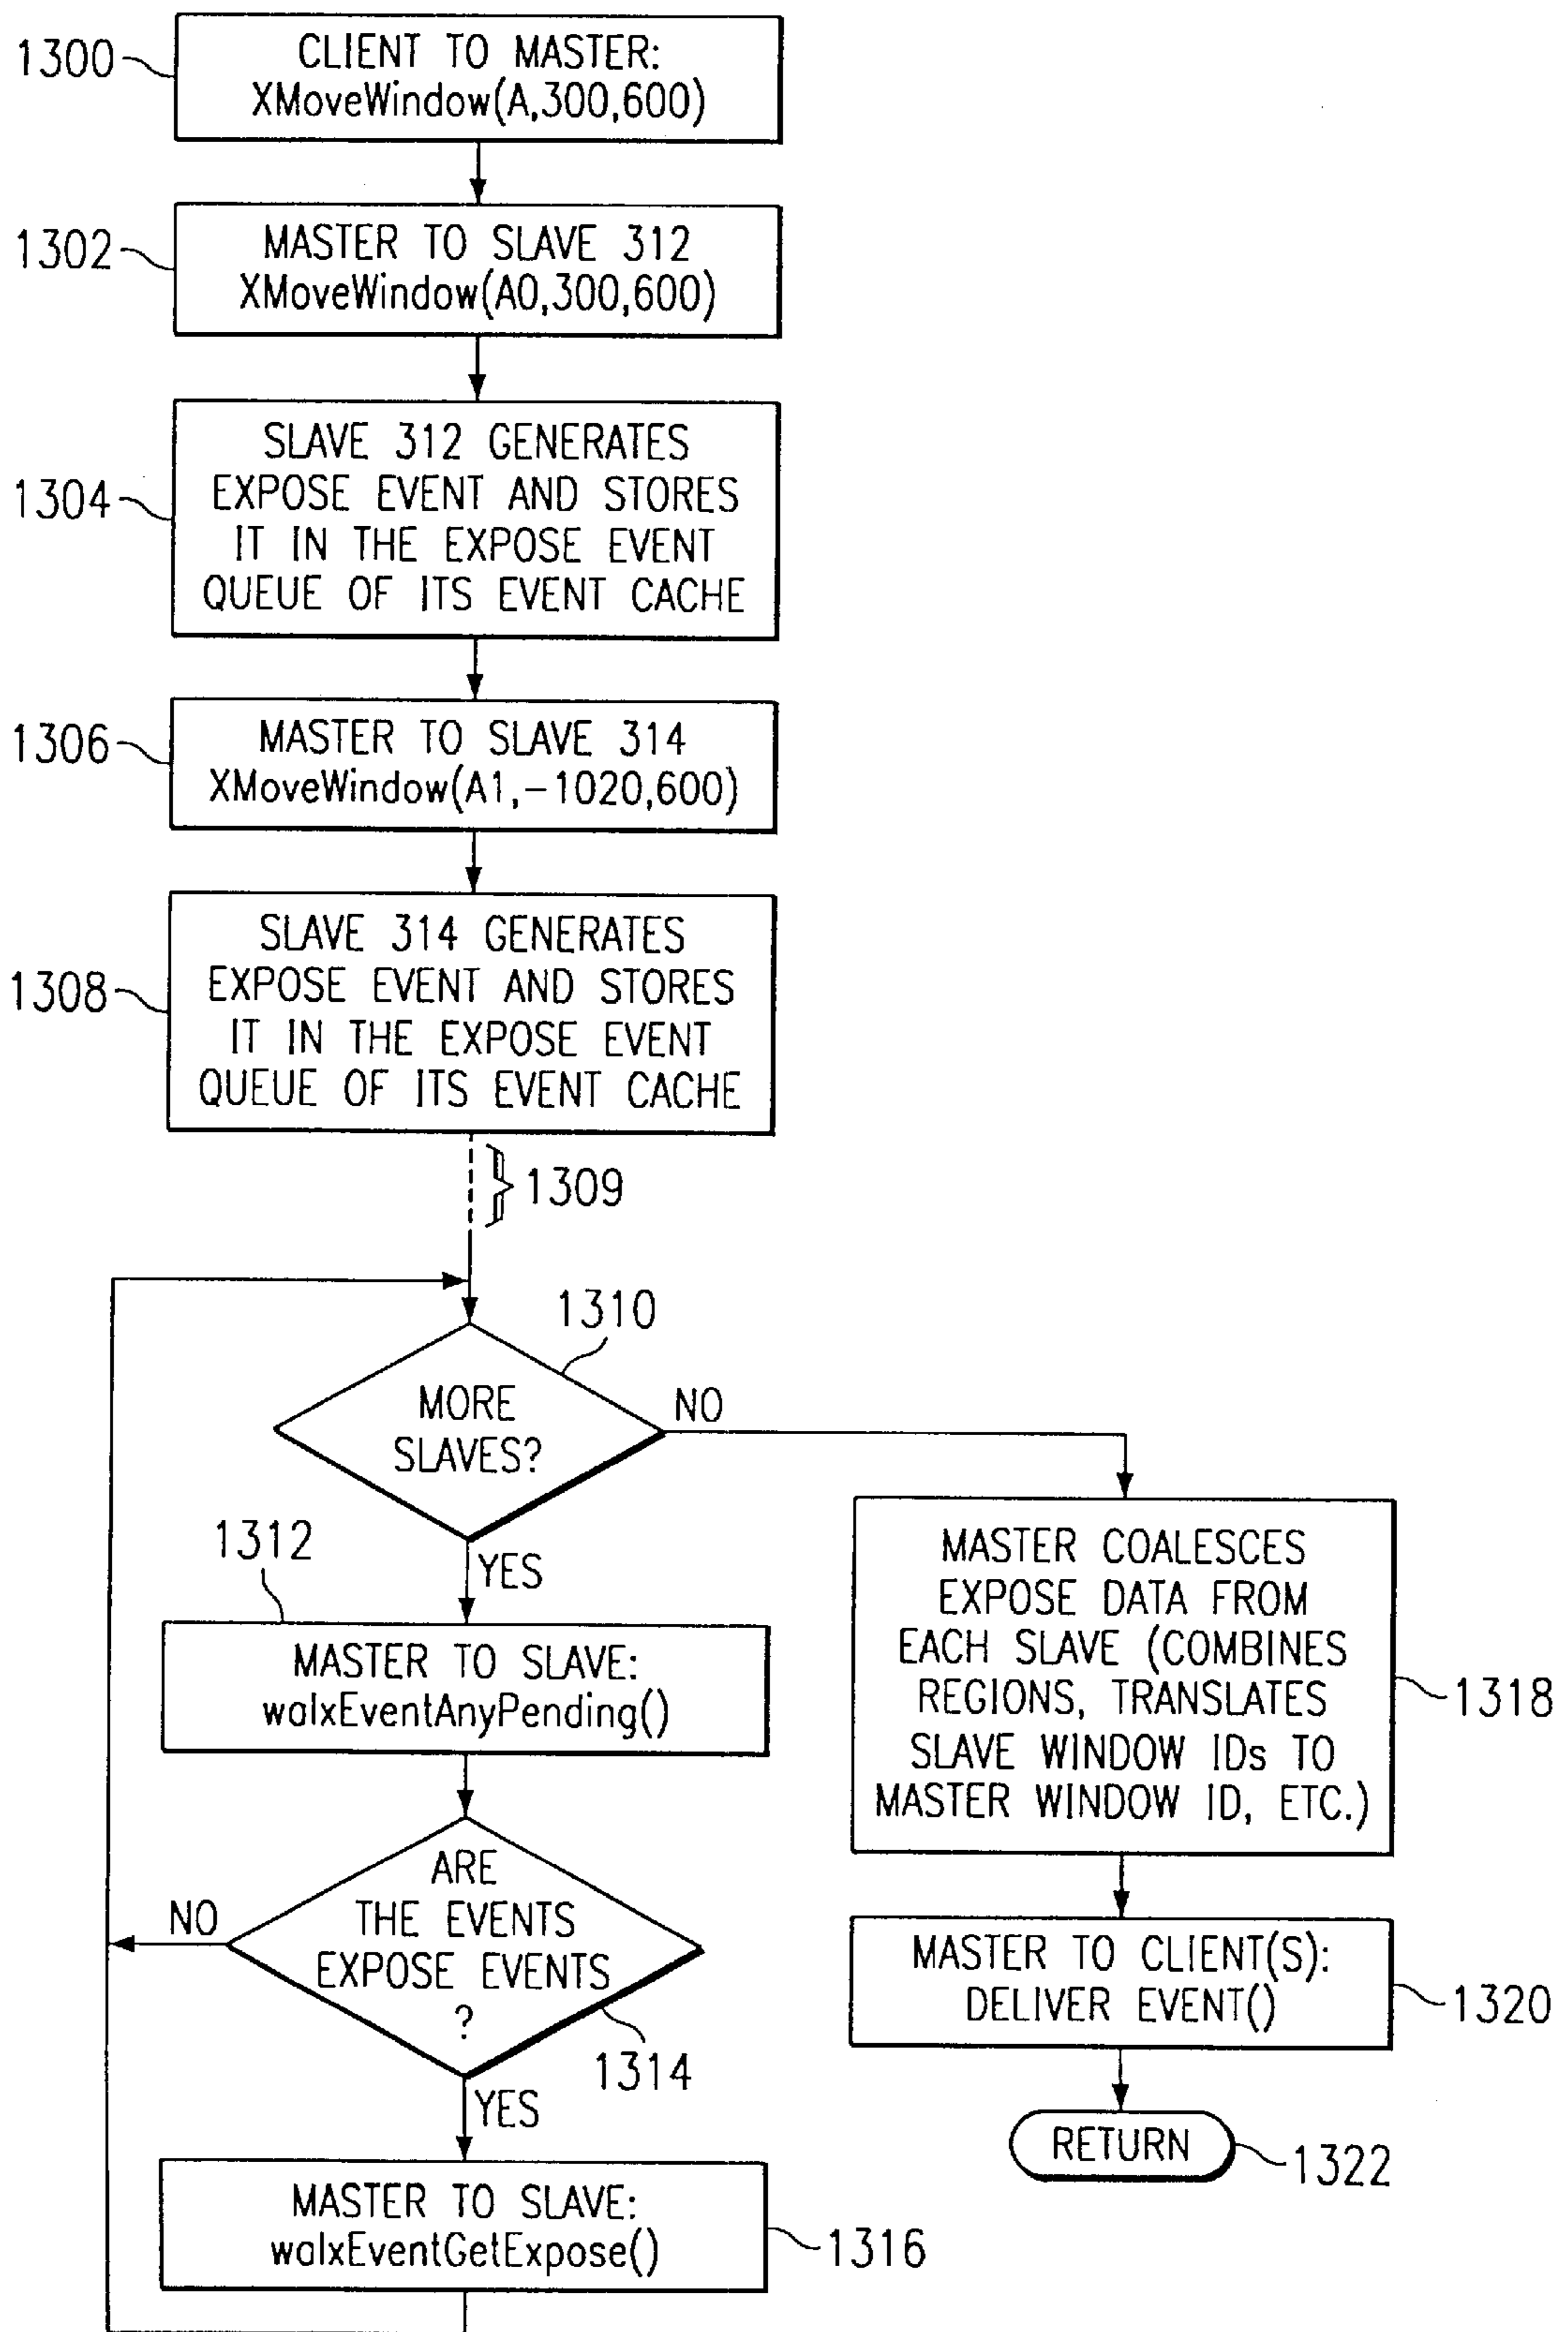 1300
CLIENT TO MASTER:
XMoveWindow(A,300,600)
1302
MASTER TO SLAVE 312
XMoveWindow(A0,300,600)
1304
SLAVE 312 GENERATES
EXPOSE EVENT AND STORES
IT IN THE EXPOSE EVENT
QUEUE OF ITS EVENT CACHE
1306
MASTER TO SLAVE 314
XMoveWindow(A1,-1020,600)
1308
SLAVE 314 GENERATES
EXPOSE EVENT AND STORES
IT IN THE EXPOSE EVENT
QUEUE OF ITS EVENT CACHE
1309
1310
MORE
SLAVES?
NO
YES
1312
MASTER TO SLAVE:
walxEventAnyPending()
ARE
THE EVENTS
EXPOSE EVENTS
?
NO
1314
YES
MASTER TO SLAVE:
walxEventGetExpose()
1316
MASTER COALESCES
EXPOSE DATA FROM
EACH SLAVE (COMBINES
REGIONS, TRANSLATES
SLAVE WINDOW IDs TO
MASTER WINDOW ID, ETC.)
1318
MASTER TO CLIENT(S):
DELIVER EVENT()
1320
RETURN
1322